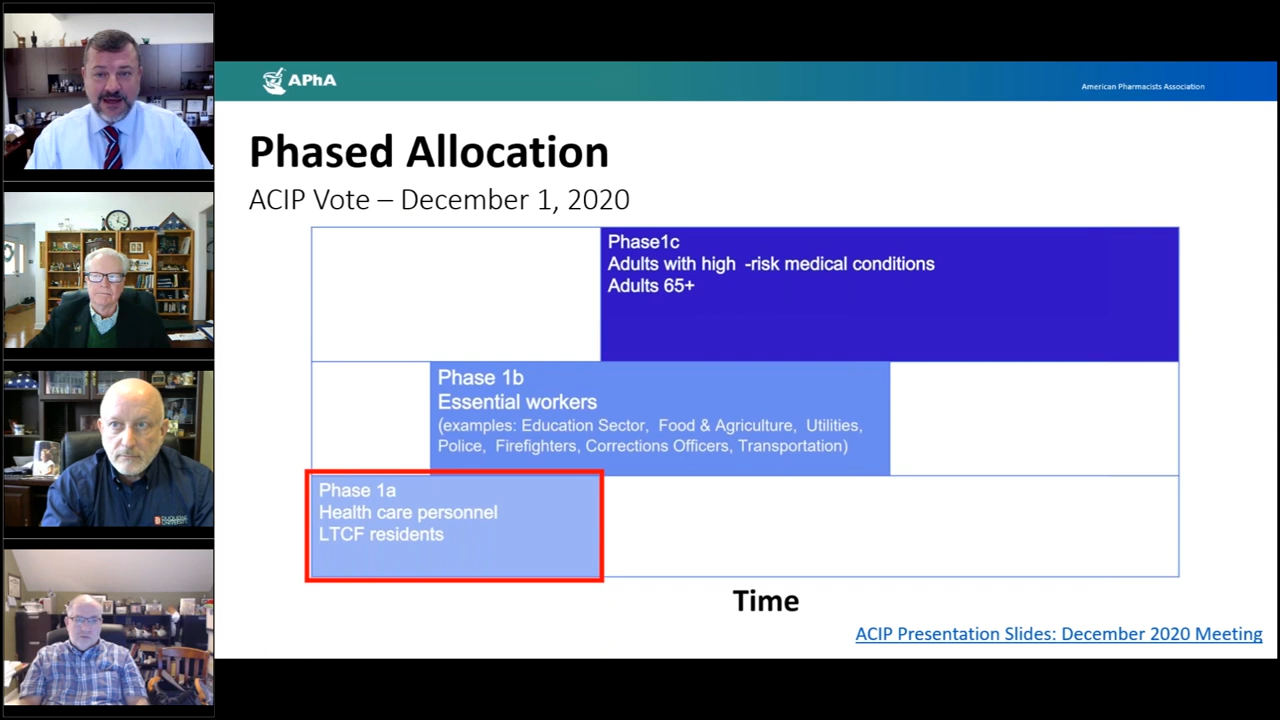 APhA
American Pharmacists Association
Phased Allocation
ACIP Vote – December 1, 2020
Phase1c
Adults with high -risk medical conditions
Adults 65+
Phase 1b
Essential workers
(examples: Education Sector, Food & Agriculture, Utilities,
Police, Firefighters, Corrections Officers, Transportation)
Phase 1a
Health care personnel
LTCF residents
Time
ACIP Presentation Slides: December 2020 Meeting
DUQUESNE
UNIVERSITY